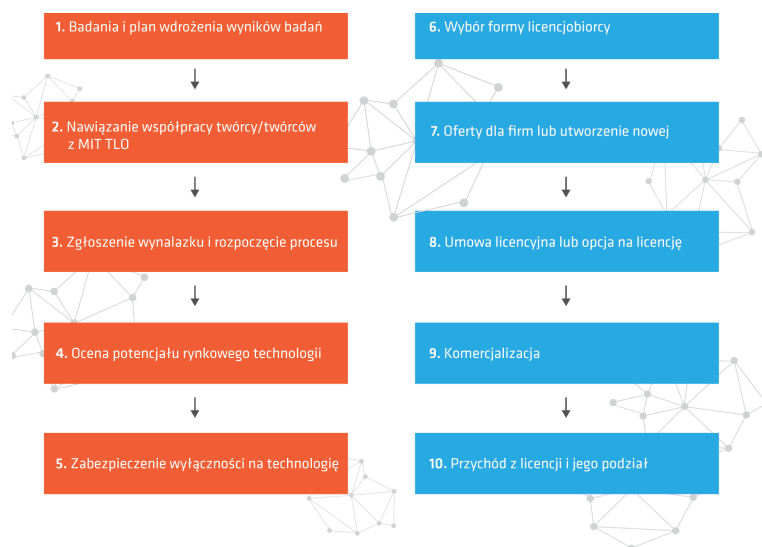 1. Badania i plan wdrożenia wyników badań
2. Nawiązanie współpracy twórcy/twórców
z MIT TLO
3. Zgłoszenie wynalazku i rozpoczęcie procesu
4. Ocena potencjału rynkowego technologii
5. Zabezpieczenie wyłączności na technologię
6. Wybór formy licencjobiorcy
7. Oferty dla firm lub utworzenie nowej
8. Umowa licencyjna lub opcja na licencję
9. Komercjalizacja
10. Przychód z licencji i jego podział